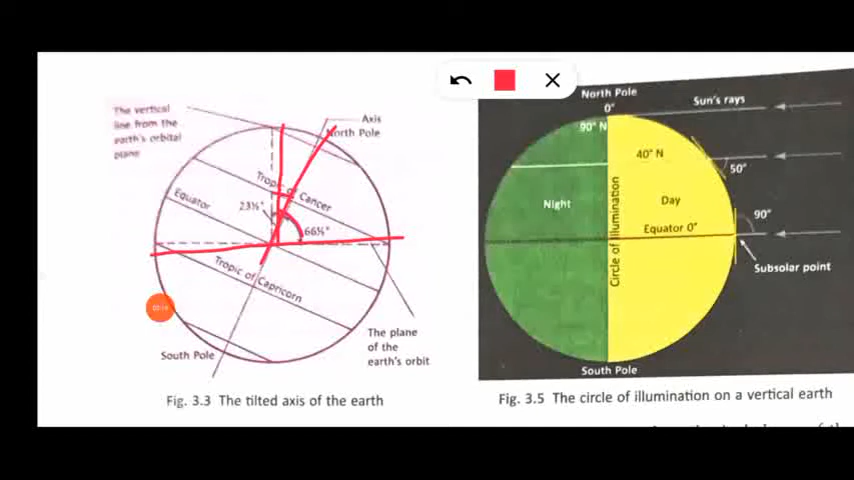 The vertical
line from the
earth's orbital
plane
Axis
North Pole
Tropic of Cancer
Equator
23½°
66½°
Tropic of Capricorn
South Pole
The plane
of the
earth's orbit
Fig. 3.3 The tilted axis of the earth
North Pole
0°
Sun's rays
90° N
40° N
50°
Night
Day
Circle of illumination
90°
Equator 0°
Subsolar point
South Pole
Fig. 3.5 The circle of illumination on a vertical earth